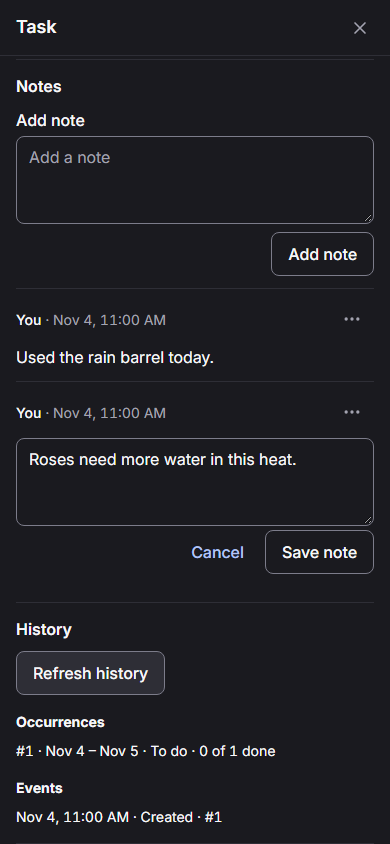 Task
Notes
Add note
Add a note
Add note
You · Nov 4, 11:00 AM
Used the rain barrel today.
You · Nov 4, 11:00 AM
Roses need more water in this heat.
Cancel
Save note
History
Refresh history
Occurrences
#1 · Nov 4 – Nov 5 · To do · 0 of 1 done
Events
Nov 4, 11:00 AM · Created · #1